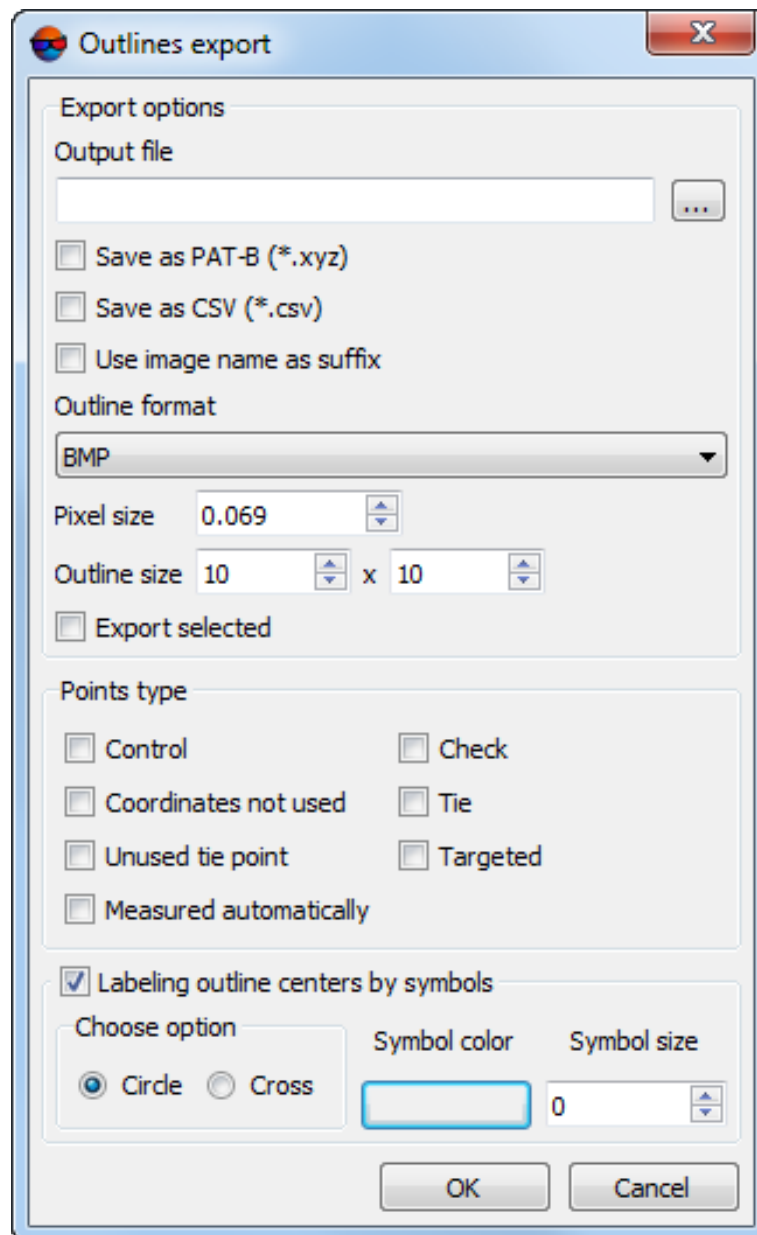 Outlines export
Export options
Output file
...
Save as PAT-B (*.xyz)
Save as CSV (*.csv)
Use image name as suffix
Outline format
BMP
Pixel size 0.069
Outline size 10 x 10
Export selected
Points type
Control Check
Coordinates not used Tie
Unused tie point Targeted
Measured automatically
Labeling outline centers by symbols
Choose option Symbol color Symbol size
Circle Cross 0
OK Cancel